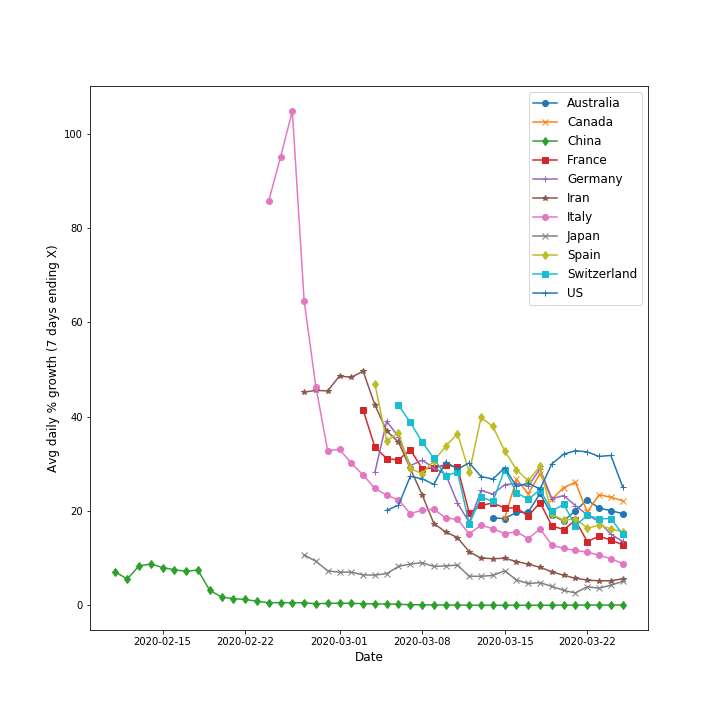 Avg daily % growth (7 days ending X)
100
80
60
40
20
0
2020-02-15 2020-02-22 2020-03-01 2020-03-08 2020-03-15 2020-03-22
Date
Australia
Canada
China
France
Germany
Iran
Italy
Japan
Spain
Switzerland
US